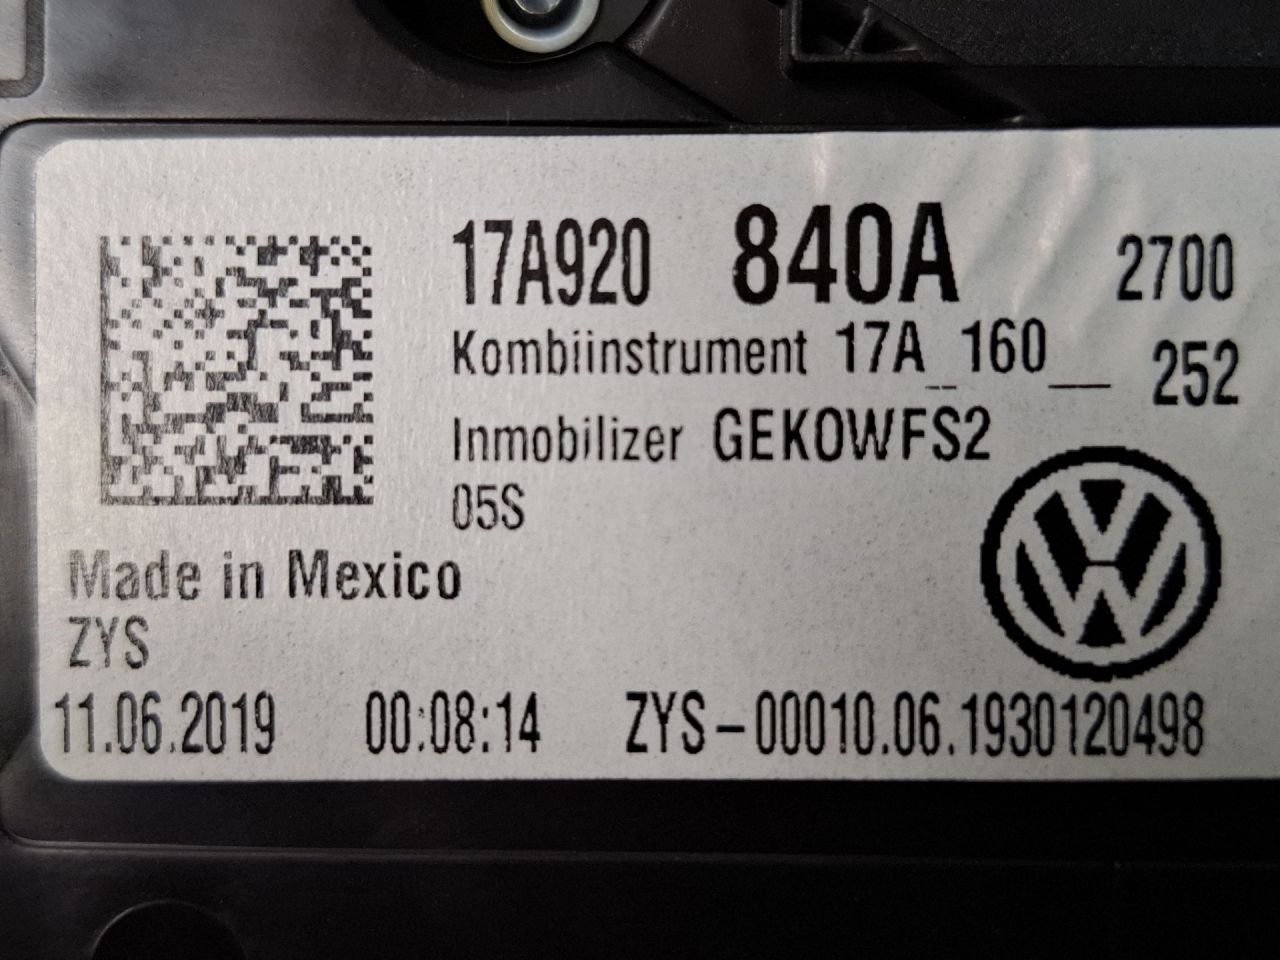 17A920 840A 2700
Kombiinstrument 17A_160__ 252
Inmobilizer GEKOWFS2
05S
Made in Mexico
ZYS
11.06.2019 00:08:14 ZYS-00010.06.1930120498